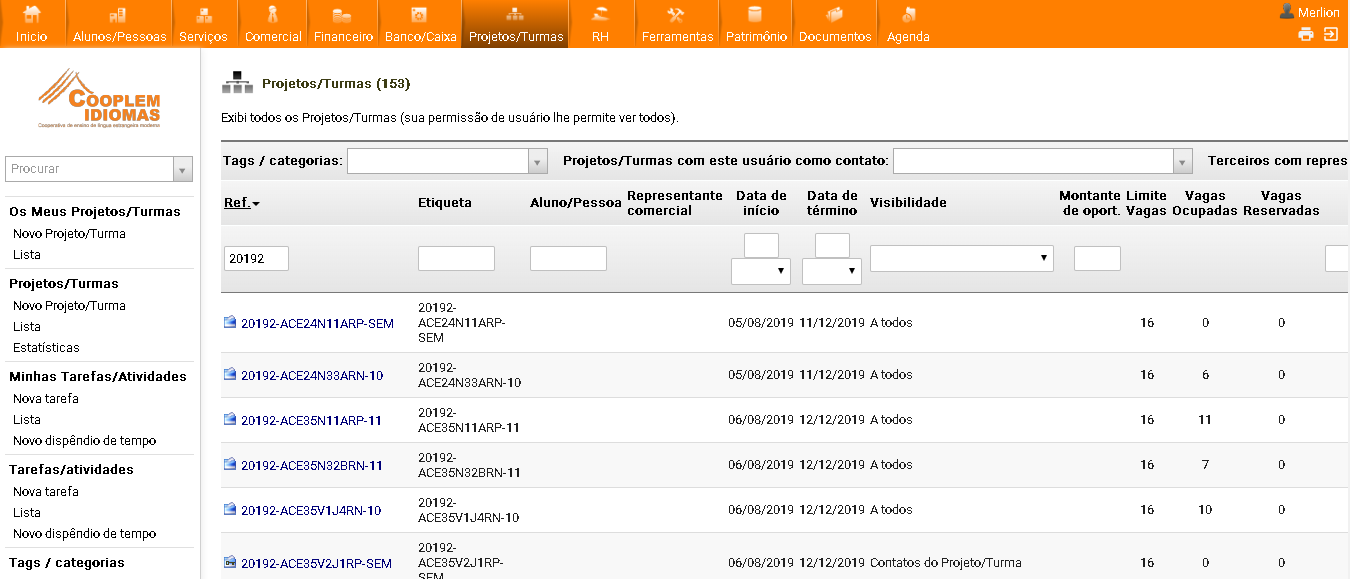 Início
Alunos/Pessoas
Serviços
Comercial
Financeiro
Banco/Caixa
Projetos/Turmas
RH
Ferramentas
Patrimônio
Documentos
Agenda
Merlion
COOPLEM
IDIOMAS
Cooperativa de ensino de língua estrangeira moderna
Procurar
Os Meus Projetos/Turmas
Novo Projeto/Turma
Lista
Projetos/Turmas
Novo Projeto/Turma
Lista
Estatísticas
Minhas Tarefas/Atividades
Nova tarefa
Lista
Novo dispêndio de tempo
Tarefas/atividades
Nova tarefa
Lista
Novo dispêndio de tempo
Tags / categorias
Projetos/Turmas (153)
Exibi todos os Projetos/Turmas (sua permissão de usuário lhe permite ver todos).
Tags / categorias: Projetos/Turmas com este usuário como contato: Terceiros com repres
Ref. Etiqueta Aluno/Pessoa Representante comercial Data de início Data de término Visibilidade Montante de oport. Limite Vagas Vagas Ocupadas Vagas Reservadas
20192
20192-ACE24N11ARP-SEM 20192-ACE24N11ARP-SEM 05/08/2019 11/12/2019 A todos 16 0 0
20192-ACE24N33ARN-10 20192-ACE24N33ARN-10 05/08/2019 11/12/2019 A todos 16 6 0
20192-ACE35N11ARP-11 20192-ACE35N11ARP-11 06/08/2019 12/12/2019 A todos 16 11 0
20192-ACE35N32BRN-11 20192-ACE35N32BRN-11 06/08/2019 12/12/2019 A todos 16 7 0
20192-ACE35V1J4RN-10 20192-ACE35V1J4RN-10 06/08/2019 12/12/2019 A todos 16 10 0
20192-ACE35V2J1RP-SEM 20192-ACE35V2J1RP-SEM 06/08/2019 12/12/2019 Contatos do Projeto/Turma 16 0 0